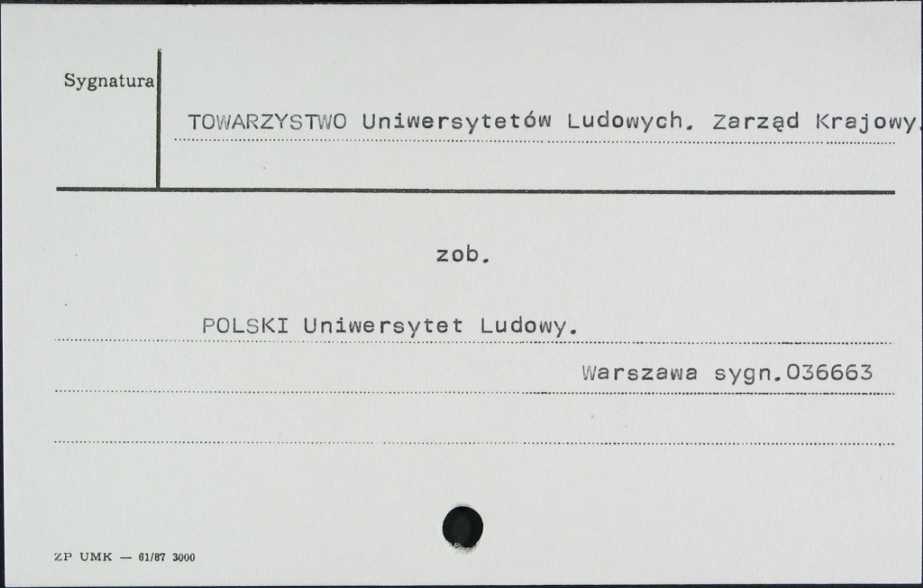 Sygnatura
TOWARZYSTWO Uniwersytetów Ludowych. Zarząd Krajowy.
zob.
POLSKI Uniwersytet Ludowy.
Warszawa sygn.036663
ZP UMK — 61/87 3000